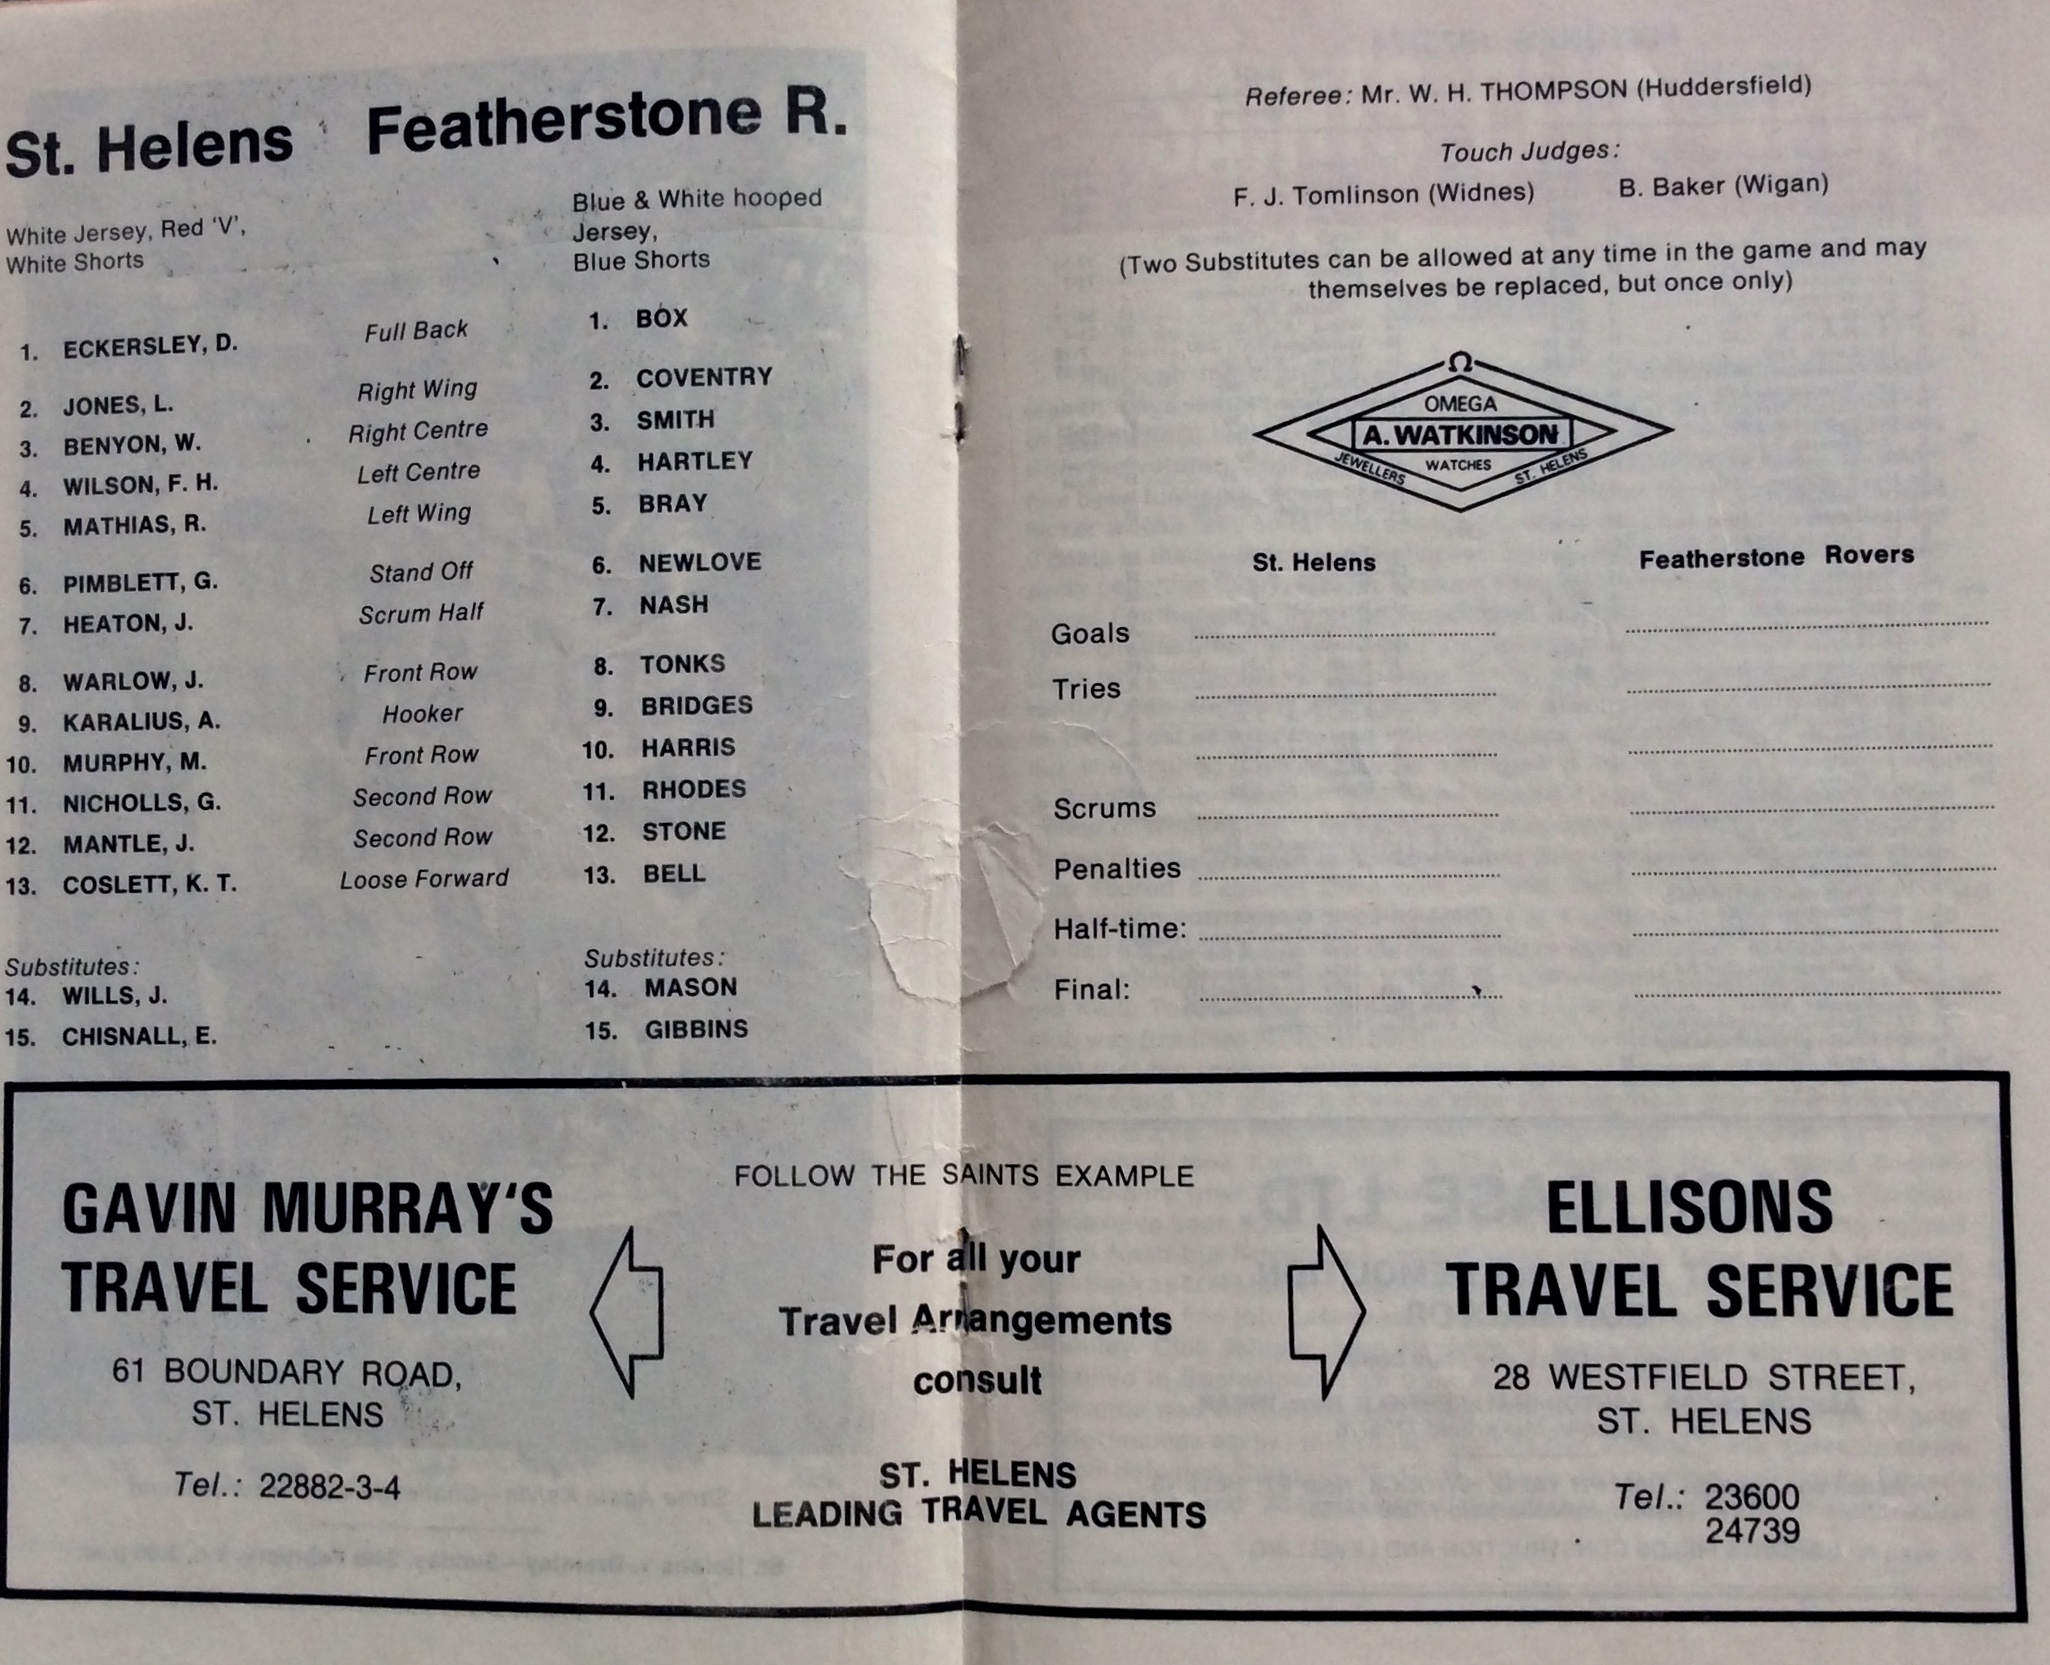 St. Helens Featherstone R.
White Jersey, Red 'V',
White Shorts
Blue & White hooped
Jersey,
Blue Shorts
1. ECKERSLEY, D. Full Back 1. BOX
2. JONES, L. Right Wing 2. COVENTRY
3. BENYON, W. Right Centre 3. SMITH
4. WILSON, F. H. Left Centre 4. HARTLEY
5. MATHIAS, R. Left Wing 5. BRAY
6. PIMBLETT, G. Stand Off 6. NEWLOVE
7. HEATON, J. Scrum Half 7. NASH
8. WARLOW, J. Front Row 8. TONKS
9. KARALIUS, A. Hooker 9. BRIDGES
10. MURPHY, M. Front Row 10. HARRIS
11. NICHOLLS, G. Second Row 11. RHODES
12. MANTLE, J. Second Row 12. STONE
13. COSLETT, K. T. Loose Forward 13. BELL
Substitutes: Substitutes:
14. WILLS, J. 14. MASON
15. CHISNALL, E. 15. GIBBINS
Referee: Mr. W. H. THOMPSON (Huddersfield)
Touch Judges:
F. J. Tomlinson (Widnes) B. Baker (Wigan)
(Two Substitutes can be allowed at any time in the game and may
themselves be replaced, but once only)
Ω
OMEGA
A. WATKINSON
JEWELLERS WATCHES ST. HELENS
St. Helens Featherstone Rovers
Goals
Tries
Scrums
Penalties
Half-time:
Final:
GAVIN MURRAY'S
TRAVEL SERVICE
61 BOUNDARY ROAD,
ST. HELENS
Tel.: 22882-3-4
FOLLOW THE SAINTS EXAMPLE
For all your
Travel Arrangements
consult
ST. HELENS
LEADING TRAVEL AGENTS
ELLISONS
TRAVEL SERVICE
28 WESTFIELD STREET,
ST. HELENS
Tel.: 23600
24739